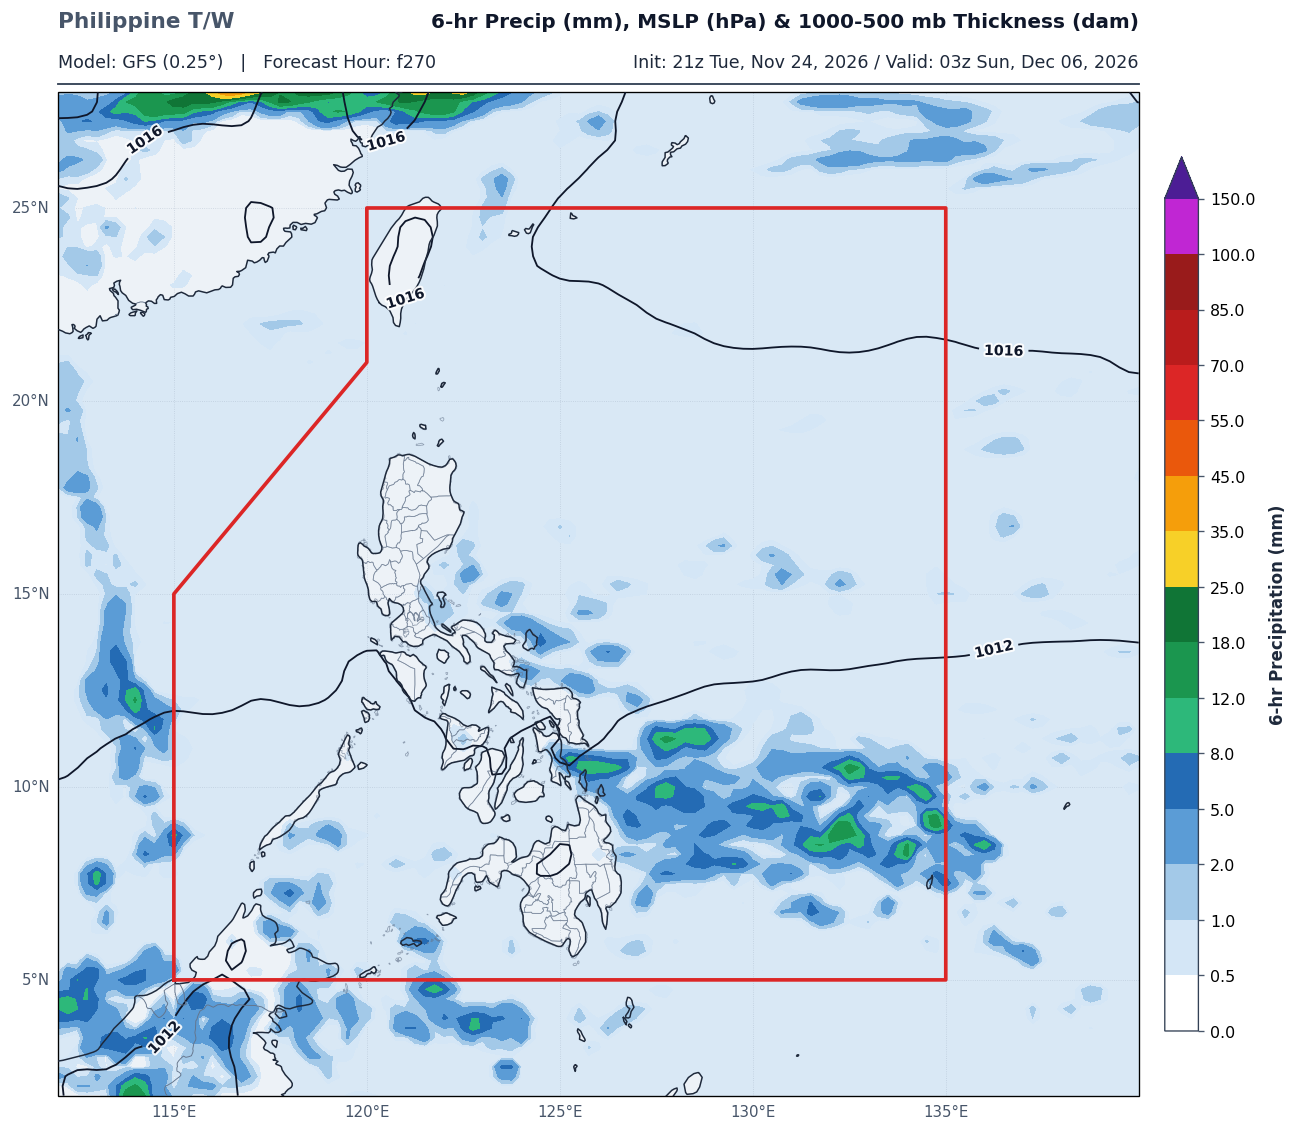 Philippine T/W
6-hr Precip (mm), MSLP (hPa) & 1000-500 mb Thickness (dam)
Model: GFS (0.25°) | Forecast Hour: f270
Init: 21z Tue, Nov 24, 2026 / Valid: 03z Sun, Dec 06, 2026
1016
1016
1016
1016
1012
1012
25°N
20°N
15°N
10°N
5°N
115°E
120°E
125°E
130°E
135°E
150.0
100.0
85.0
70.0
55.0
45.0
35.0
25.0
18.0
12.0
8.0
5.0
2.0
1.0
0.5
0.0
6-hr Precipitation (mm)